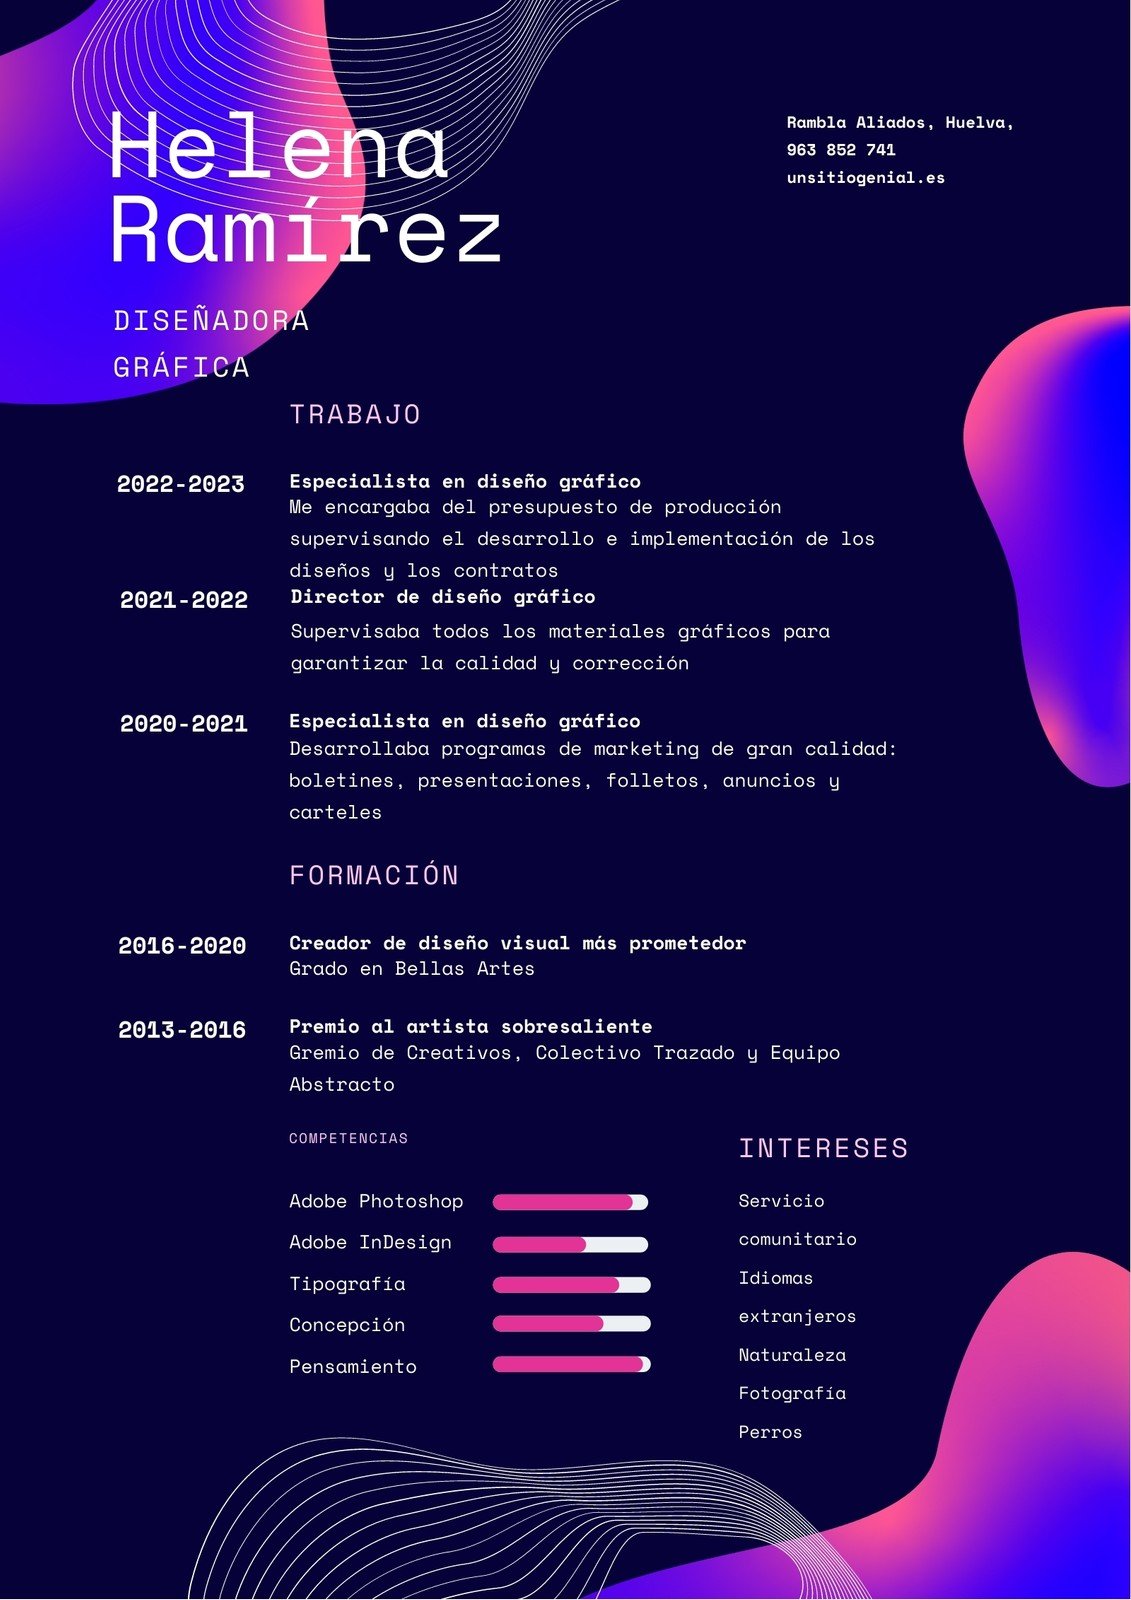 Helena
Ramírez
Rambla Aliados, Huelva,
963 852 741
unsitiogenial.es
DISEÑADORA
GRÁFICA
TRABAJO
2022-2023
Especialista en diseño gráfico
Me encargaba del presupuesto de producción
supervisando el desarrollo e implementación de los
diseños y los contratos
2021-2022
Director de diseño gráfico
Supervisaba todos los materiales gráficos para
garantizar la calidad y corrección
2020-2021
Especialista en diseño gráfico
Desarrollaba programas de marketing de gran calidad:
boletines, presentaciones, folletos, anuncios y
carteles
FORMACIÓN
2016-2020
Creador de diseño visual más prometedor
Grado en Bellas Artes
2013-2016
Premio al artista sobresaliente
Gremio de Creativos, Colectivo Trazado y Equipo
Abstracto
COMPETENCIAS
Adobe Photoshop
Adobe InDesign
Tipografía
Concepción
Pensamiento
INTERESES
Servicio
comunitario
Idiomas
extranjeros
Naturaleza
Fotografía
Perros